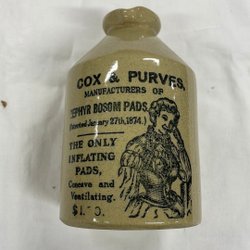 COX & PURVES,
MANUFACTURERS OF
ZEPHYR BOSOM PADS
(Patented January 27th, 1874.)
THE ONLY
INFLATING
PADS,
Concave and
Ventilating.